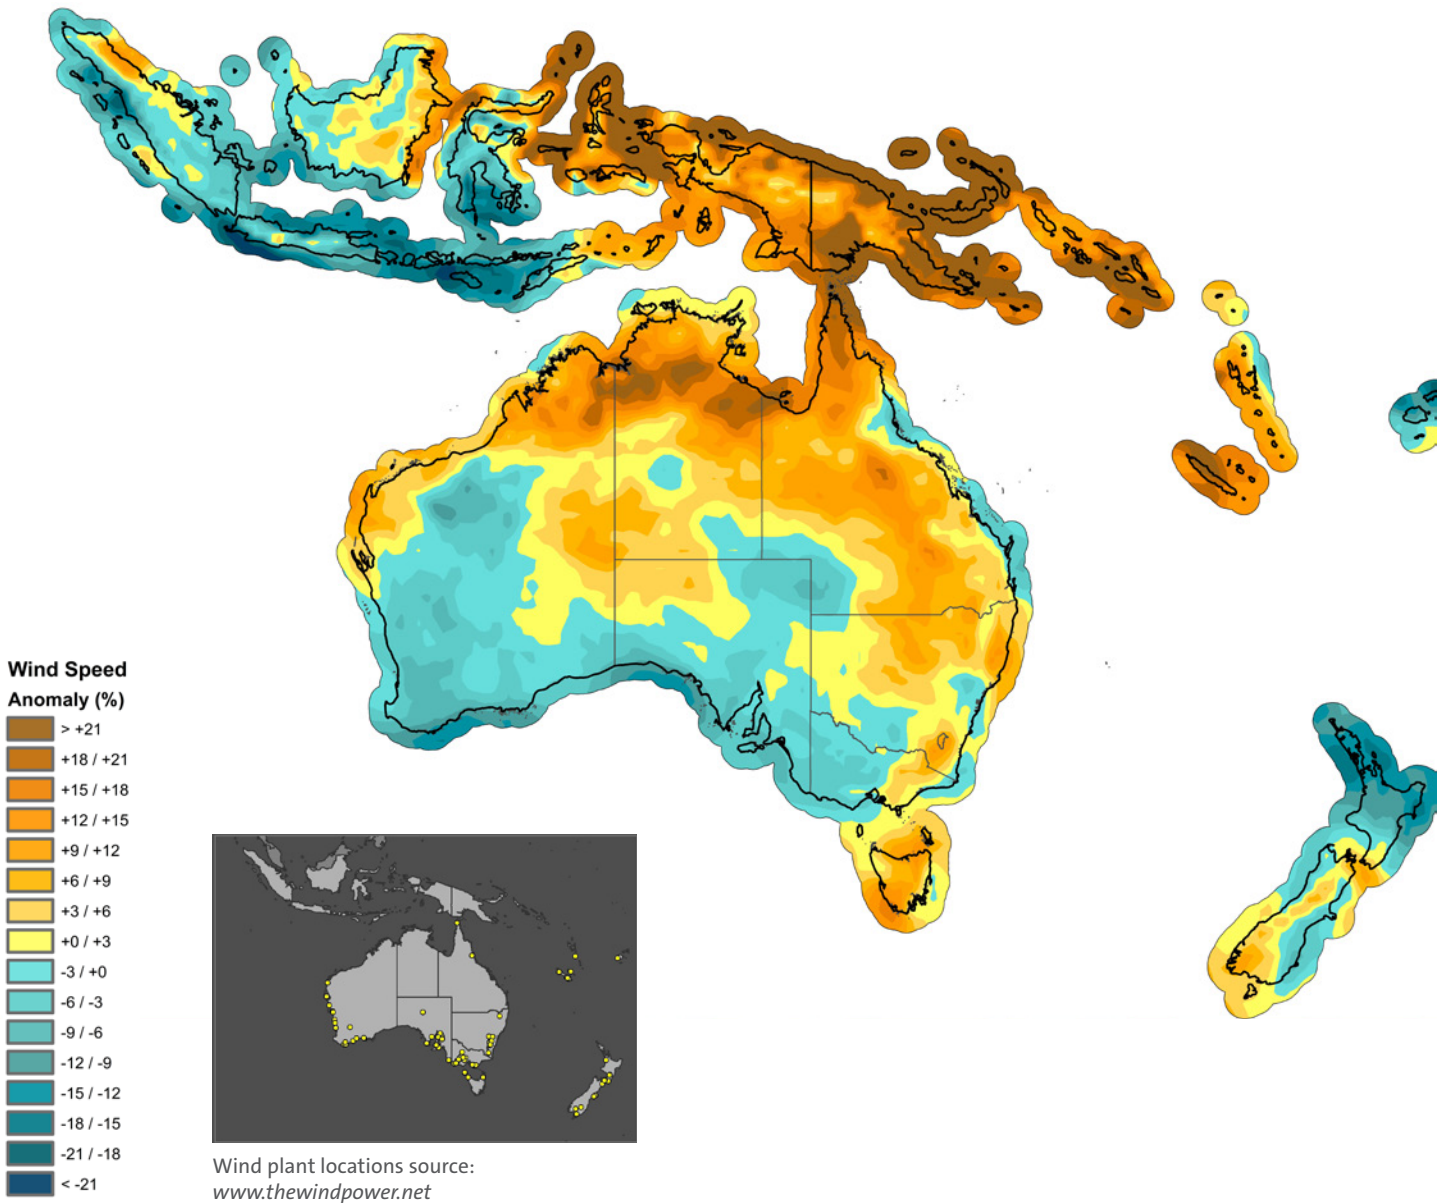 Wind Speed
Anomaly (%)
> +21
+18 / +21
+15 / +18
+12 / +15
+9 / +12
+6 / +9
+3 / +6
+0 / +3
-3 / +0
-6 / -3
-9 / -6
-12 / -9
-15 / -12
-18 / -15
-21 / -18
< -21
Wind plant locations source:
www.thewindpower.net